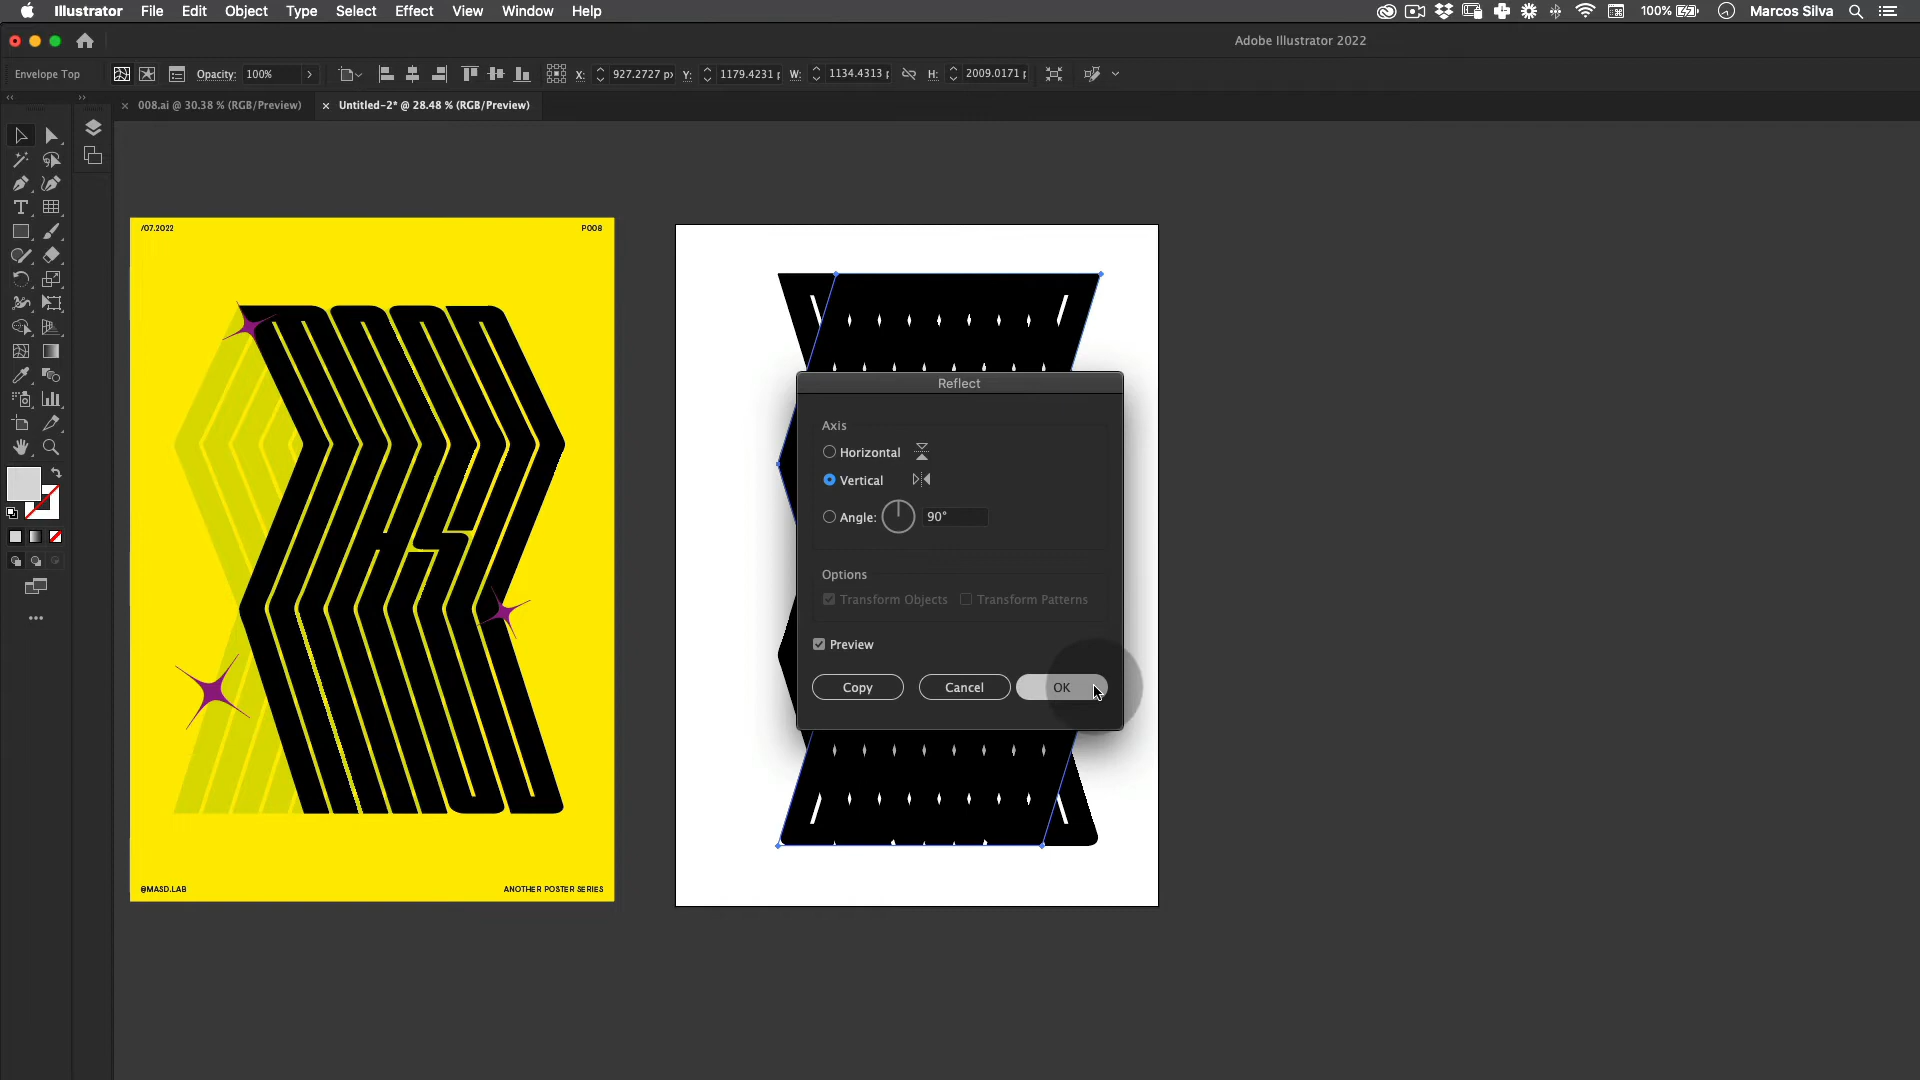 Illustrator File Edit Object Type Select Effect View Window Help 100% Marcos Silva
Adobe Illustrator 2022
Envelope Top Opacity: 100% X: 927.2727 px Y: 1179.4231 W: 1134.4313 H: 2009.0171
008.ai @ 30.38 % (RGB/Preview) Untitled-2* @ 28.48 % (RGB/Preview)
/07.2022 P008
Reflect
Axis
Horizontal
Vertical
Angle: 90°
Options
Transform Objects Transform Patterns
Preview
Copy Cancel OK
@MASD.LAB ANOTHER POSTER SERIES